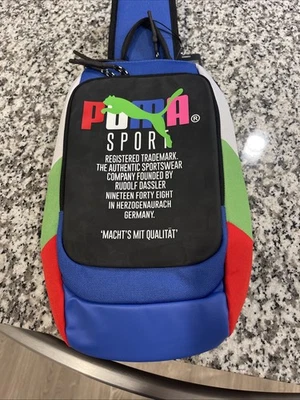 PUMA®
SPORT
REGISTERED TRADEMARK.
THE AUTHENTIC SPORTSWEAR
COMPANY FOUNDED BY
RUDOLF DASSLER
NINETEEN FORTY EIGHT
IN HERZOGENAURACH
GERMANY.
'MACHT'S MIT QUALITÄT'